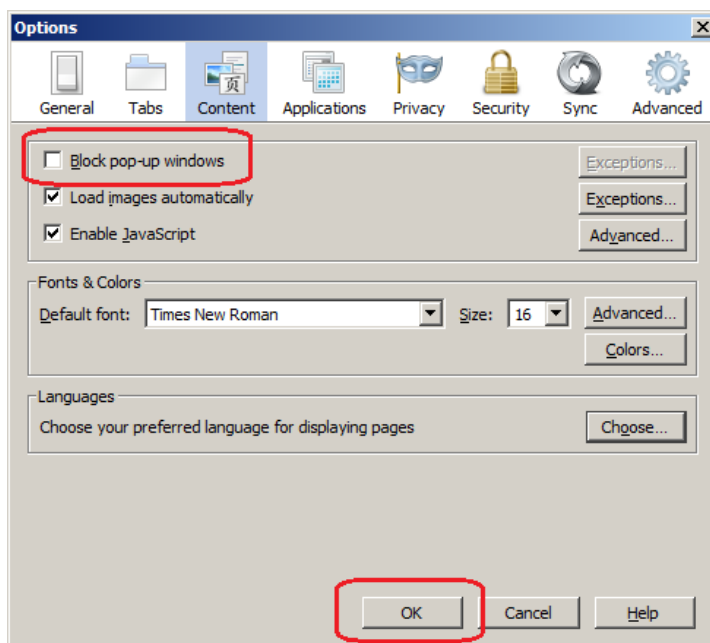 Options
General Tabs Content Applications Privacy Security Sync Advanced
页
Block pop-up windows Exceptions...
Load images automatically Exceptions...
Enable JavaScript Advanced...
Fonts & Colors
Default font: Times New Roman Size: 16 Advanced...
Colors...
Languages
Choose your preferred language for displaying pages Choose...
OK Cancel Help